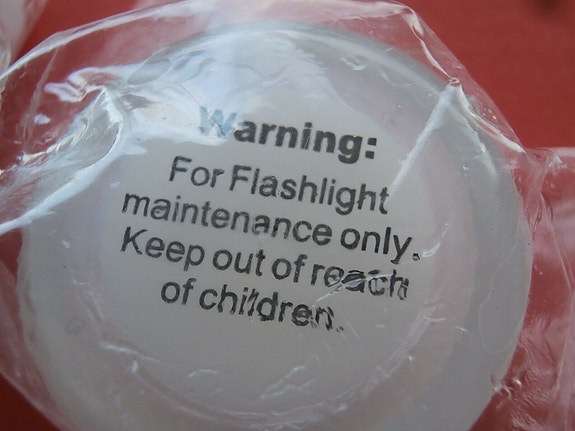 Warning:
For Flashlight
maintenance only.
Keep out of reach
of children.